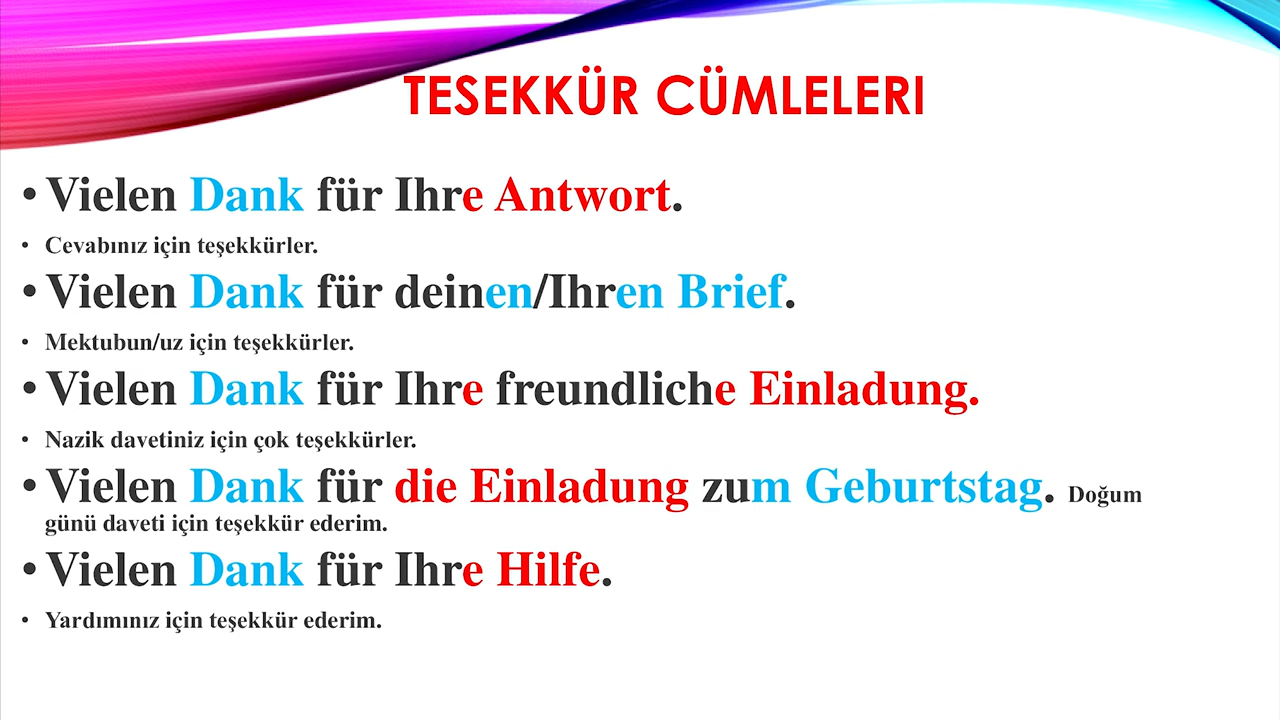 TESEKKÜR CÜMLELERI
• Vielen Dank für Ihre Antwort.
• Cevabınız için teşekkürler.
• Vielen Dank für deinen/Ihren Brief.
• Mektubun/uz için teşekkürler.
• Vielen Dank für Ihre freundliche Einladung.
• Nazik davetiniz için çok teşekkürler.
• Vielen Dank für die Einladung zum Geburtstag. Doğum
günü daveti için teşekkür ederim.
• Vielen Dank für Ihre Hilfe.
• Yardımınız için teşekkür ederim.